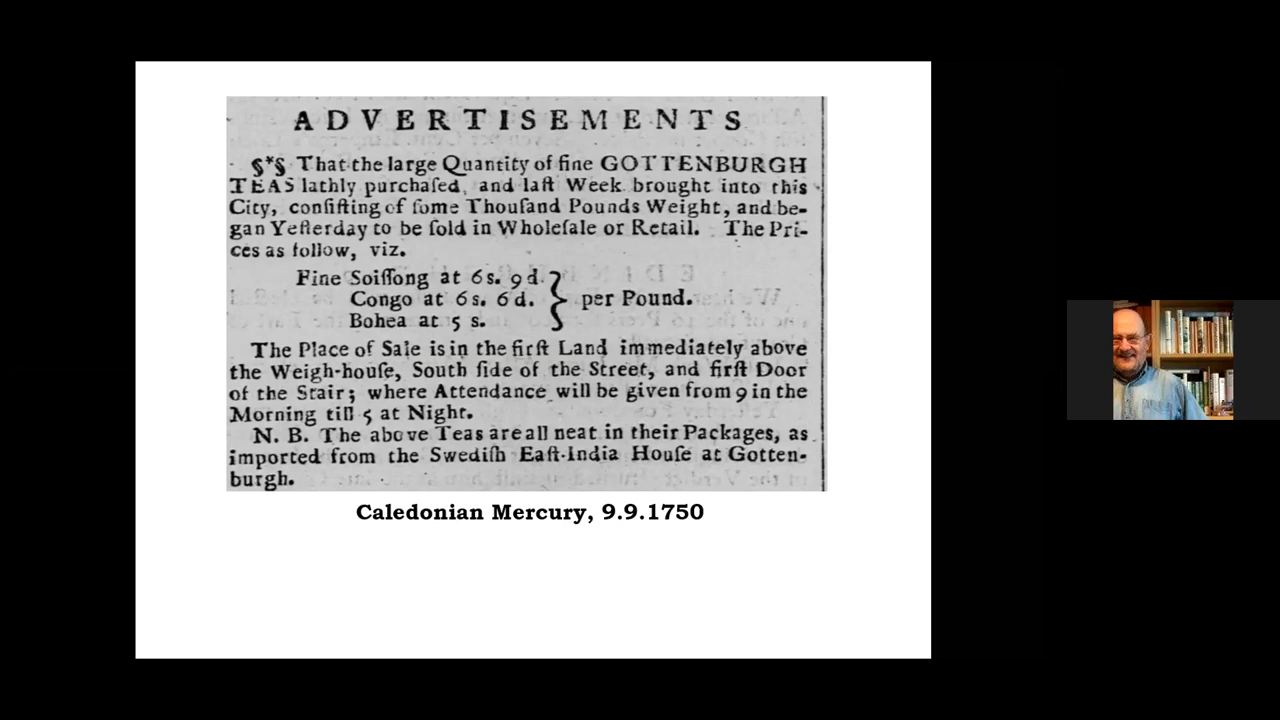 ADVERTISEMENTS
§*§ That the large Quantity of fine GOTTENBURGH
TEAS lathly purchaſed, and laſt Week brought into this
City, conſiſting of ſome Thouſand Pounds Weight, and be-
gan Yeſterday to be ſold in Wholeſale or Retail. The Pri-
ces as follow, viz.
Fine Soiſſong at 6s. 9d.
Congo at 6s. 6d. } per Pound.
Bohea at 5 s.
The Place of Sale is in the firſt Land immediately above
the Weigh-houſe, South ſide of the Street, and firſt Door
of the Stair; where Attendance will be given from 9 in the
Morning till 5 at Night.
N. B. The above Teas are all neat in their Packages, as
imported from the Swediſh Eaſt-India Houſe at Gotten-
burgh.
Caledonian Mercury, 9.9.1750